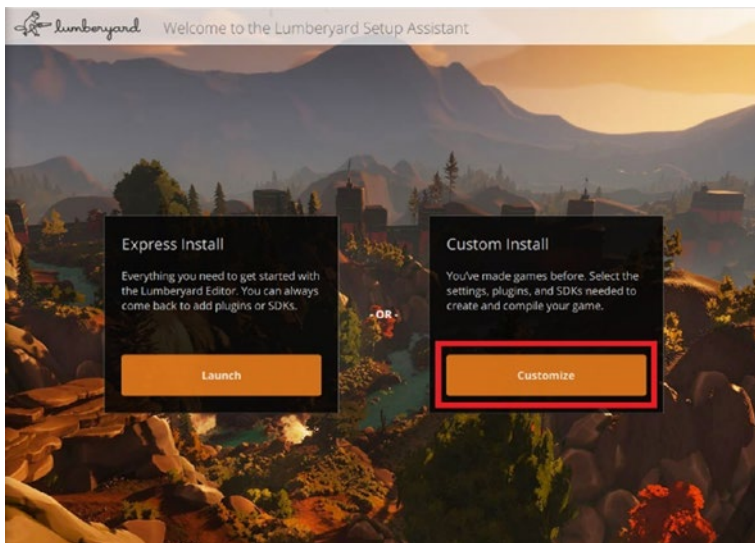 lumberyard Welcome to the Lumberyard Setup Assistant
Express Install
Everything you need to get started with
the Lumberyard Editor. You can always
come back to add plugins or SDKs.
Launch
- OR -
Custom Install
You've made games before. Select the
settings, plugins, and SDKs needed to
create and compile your game.
Customize